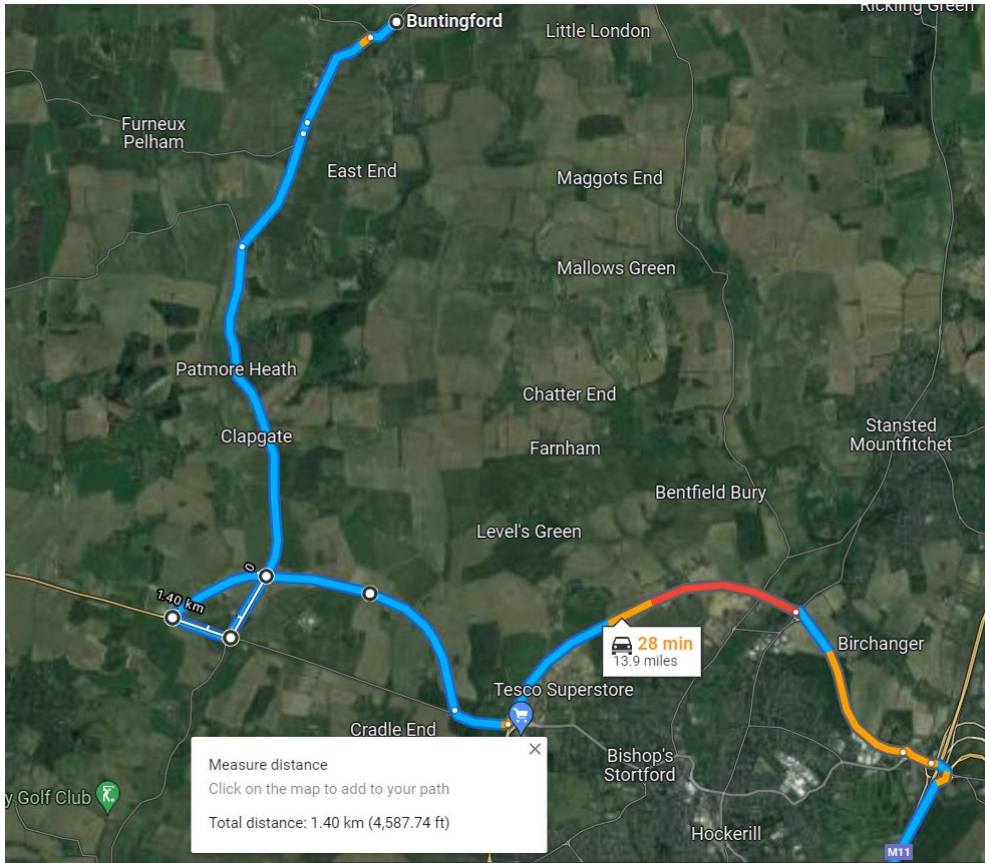 Rickling Green
Buntingford
Little London
Furneux
Pelham
East End
Maggots End
Mallows Green
Patmore Heath
Chatter End
Clapgate
Farnham
Stansted
Mountfitchet
Bentfield Bury
Level's Green
0
1.40 km
28 min
13.9 miles
Birchanger
Tesco Superstore
Cradle End
Bishop's
Stortford
Measure distance
Click on the map to add to your path
Total distance: 1.40 km (4,587.74 ft)
y Golf Club
Hockerill
M11